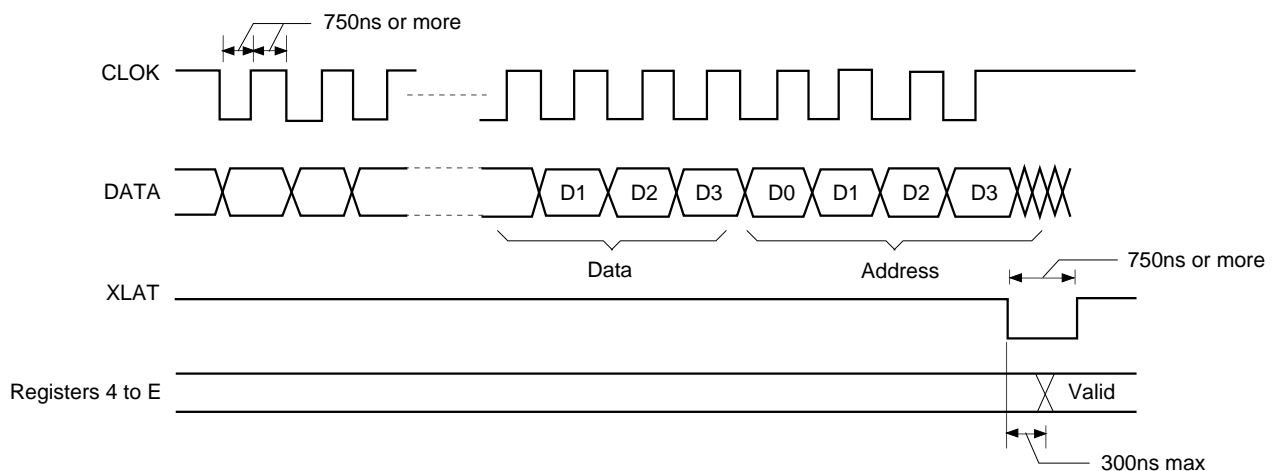 750ns or more
CLOK
DATA
D1 D2 D3 D0 D1 D2 D3
Data Address
750ns or more
XLAT
Registers 4 to E
Valid
300ns max